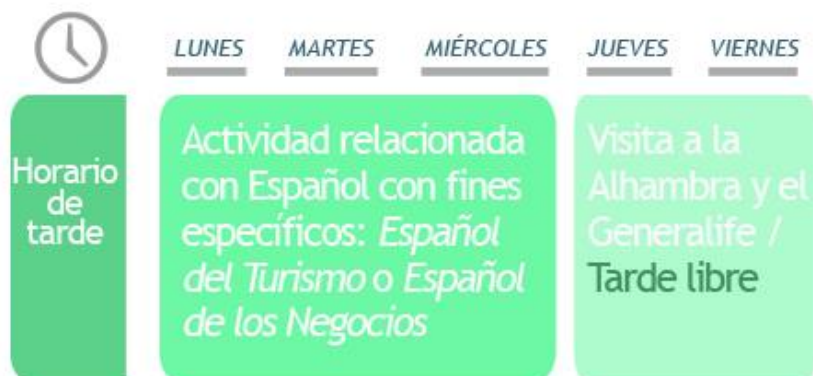 LUNES MARTES MIÉRCOLES JUEVES VIERNES
Horario
de
tarde
Actividad relacionada
con Español con fines
específicos: Español
del Turismo o Español
de los Negocios
Visita a la
Alhambra y el
Generalife /
Tarde libre